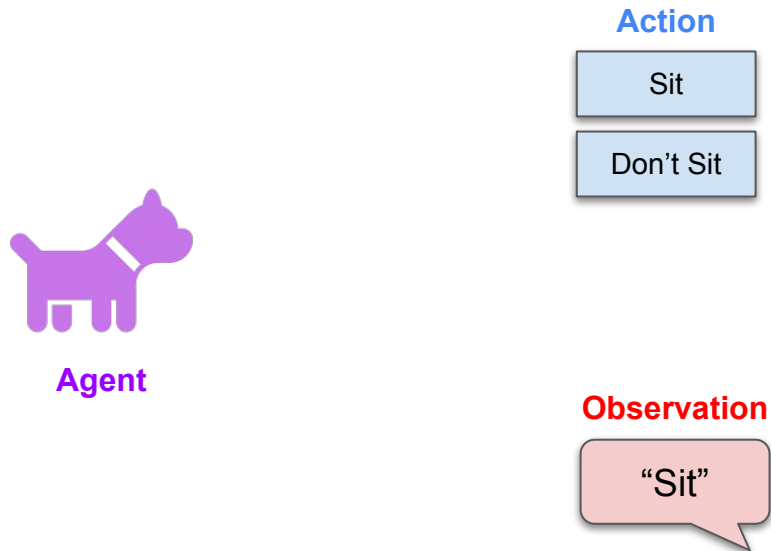 Action
Sit
Don’t Sit
Agent
Observation
“Sit”